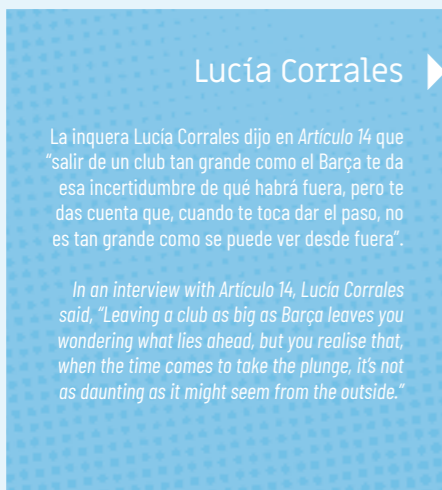 Lucía Corrales
La inquera Lucía Corrales dijo en Artículo 14 que
“salir de un club tan grande como el Barça te da
esa incertidumbre de qué habrá fuera, pero te
das cuenta que, cuando te toca dar el paso, no
es tan grande como se puede ver desde fuera”.
In an interview with Artículo 14, Lucía Corrales
said, “Leaving a club as big as Barça leaves you
wondering what lies ahead, but you realise that,
when the time comes to take the plunge, it’s not
as daunting as it might seem from the outside.”